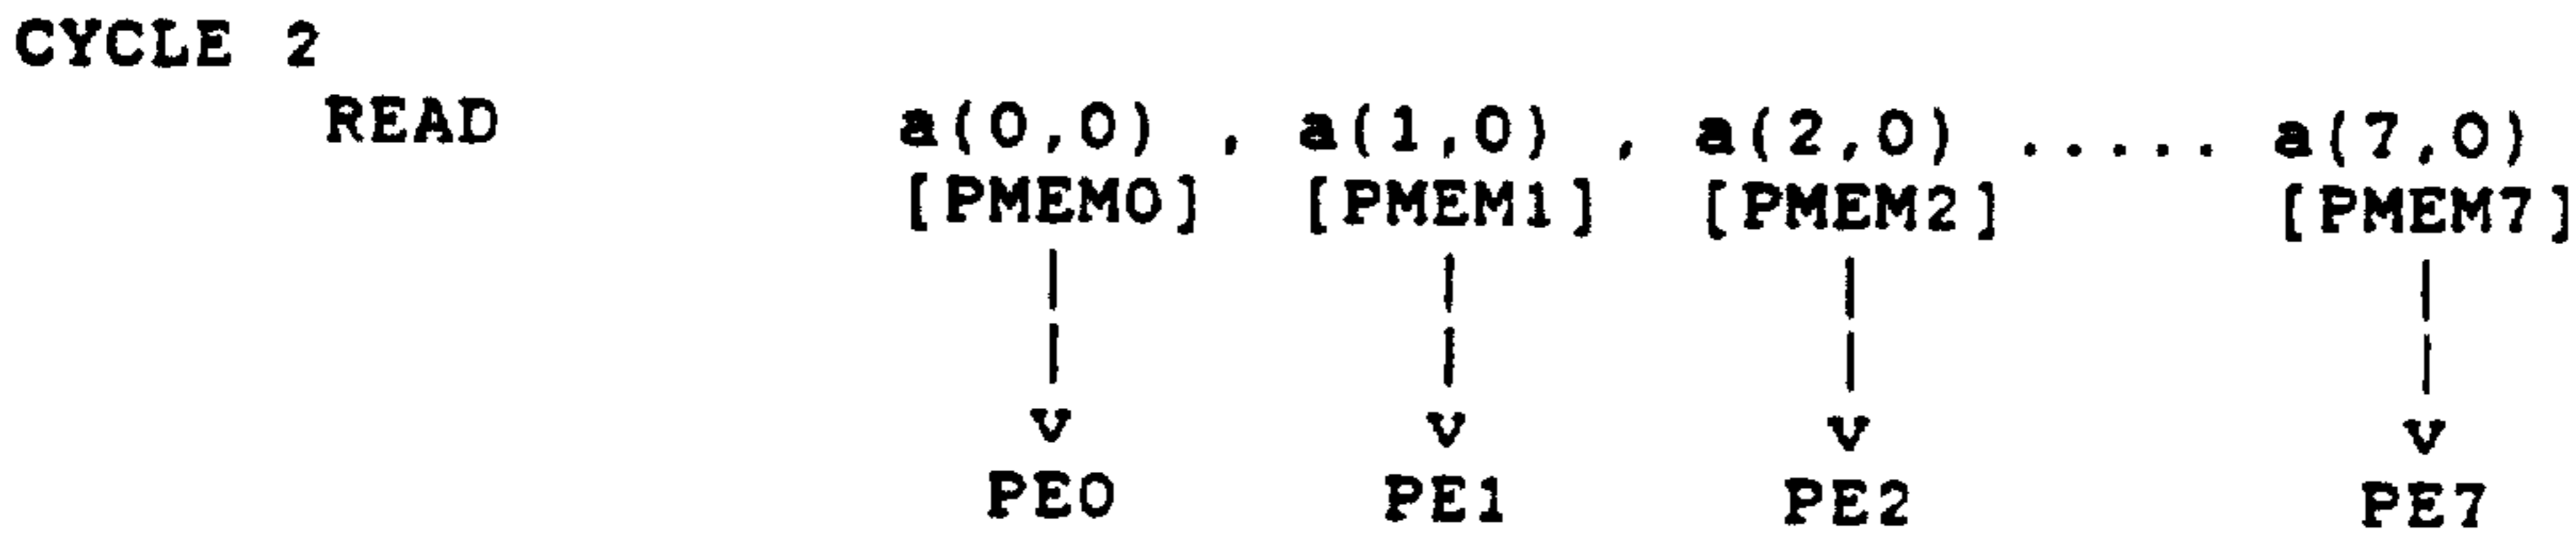 CYCLE 2
READ a(0,0) , a(1,0) , a(2,0) ..... a(7,0)
[PMEM0] [PMEM1] [PMEM2] [PMEM7]
| | | |
| | | |
v v v v
PE0 PE1 PE2 PE7